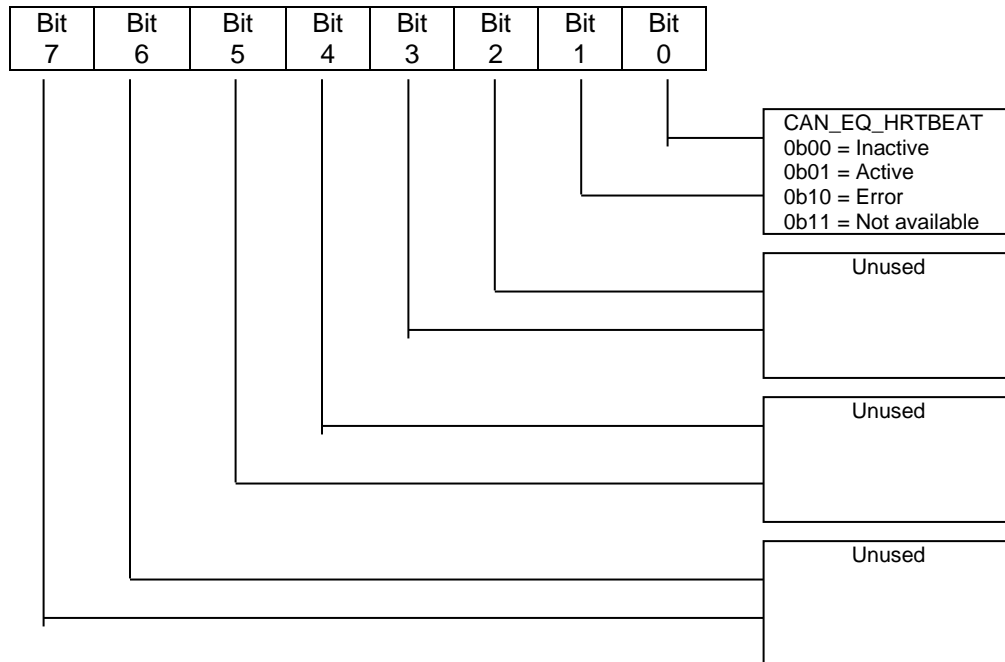 Bit Bit Bit Bit Bit Bit Bit Bit
7 6 5 4 3 2 1 0
CAN_EQ_HRTBEAT
0b00 = Inactive
0b01 = Active
0b10 = Error
0b11 = Not available
Unused
Unused
Unused